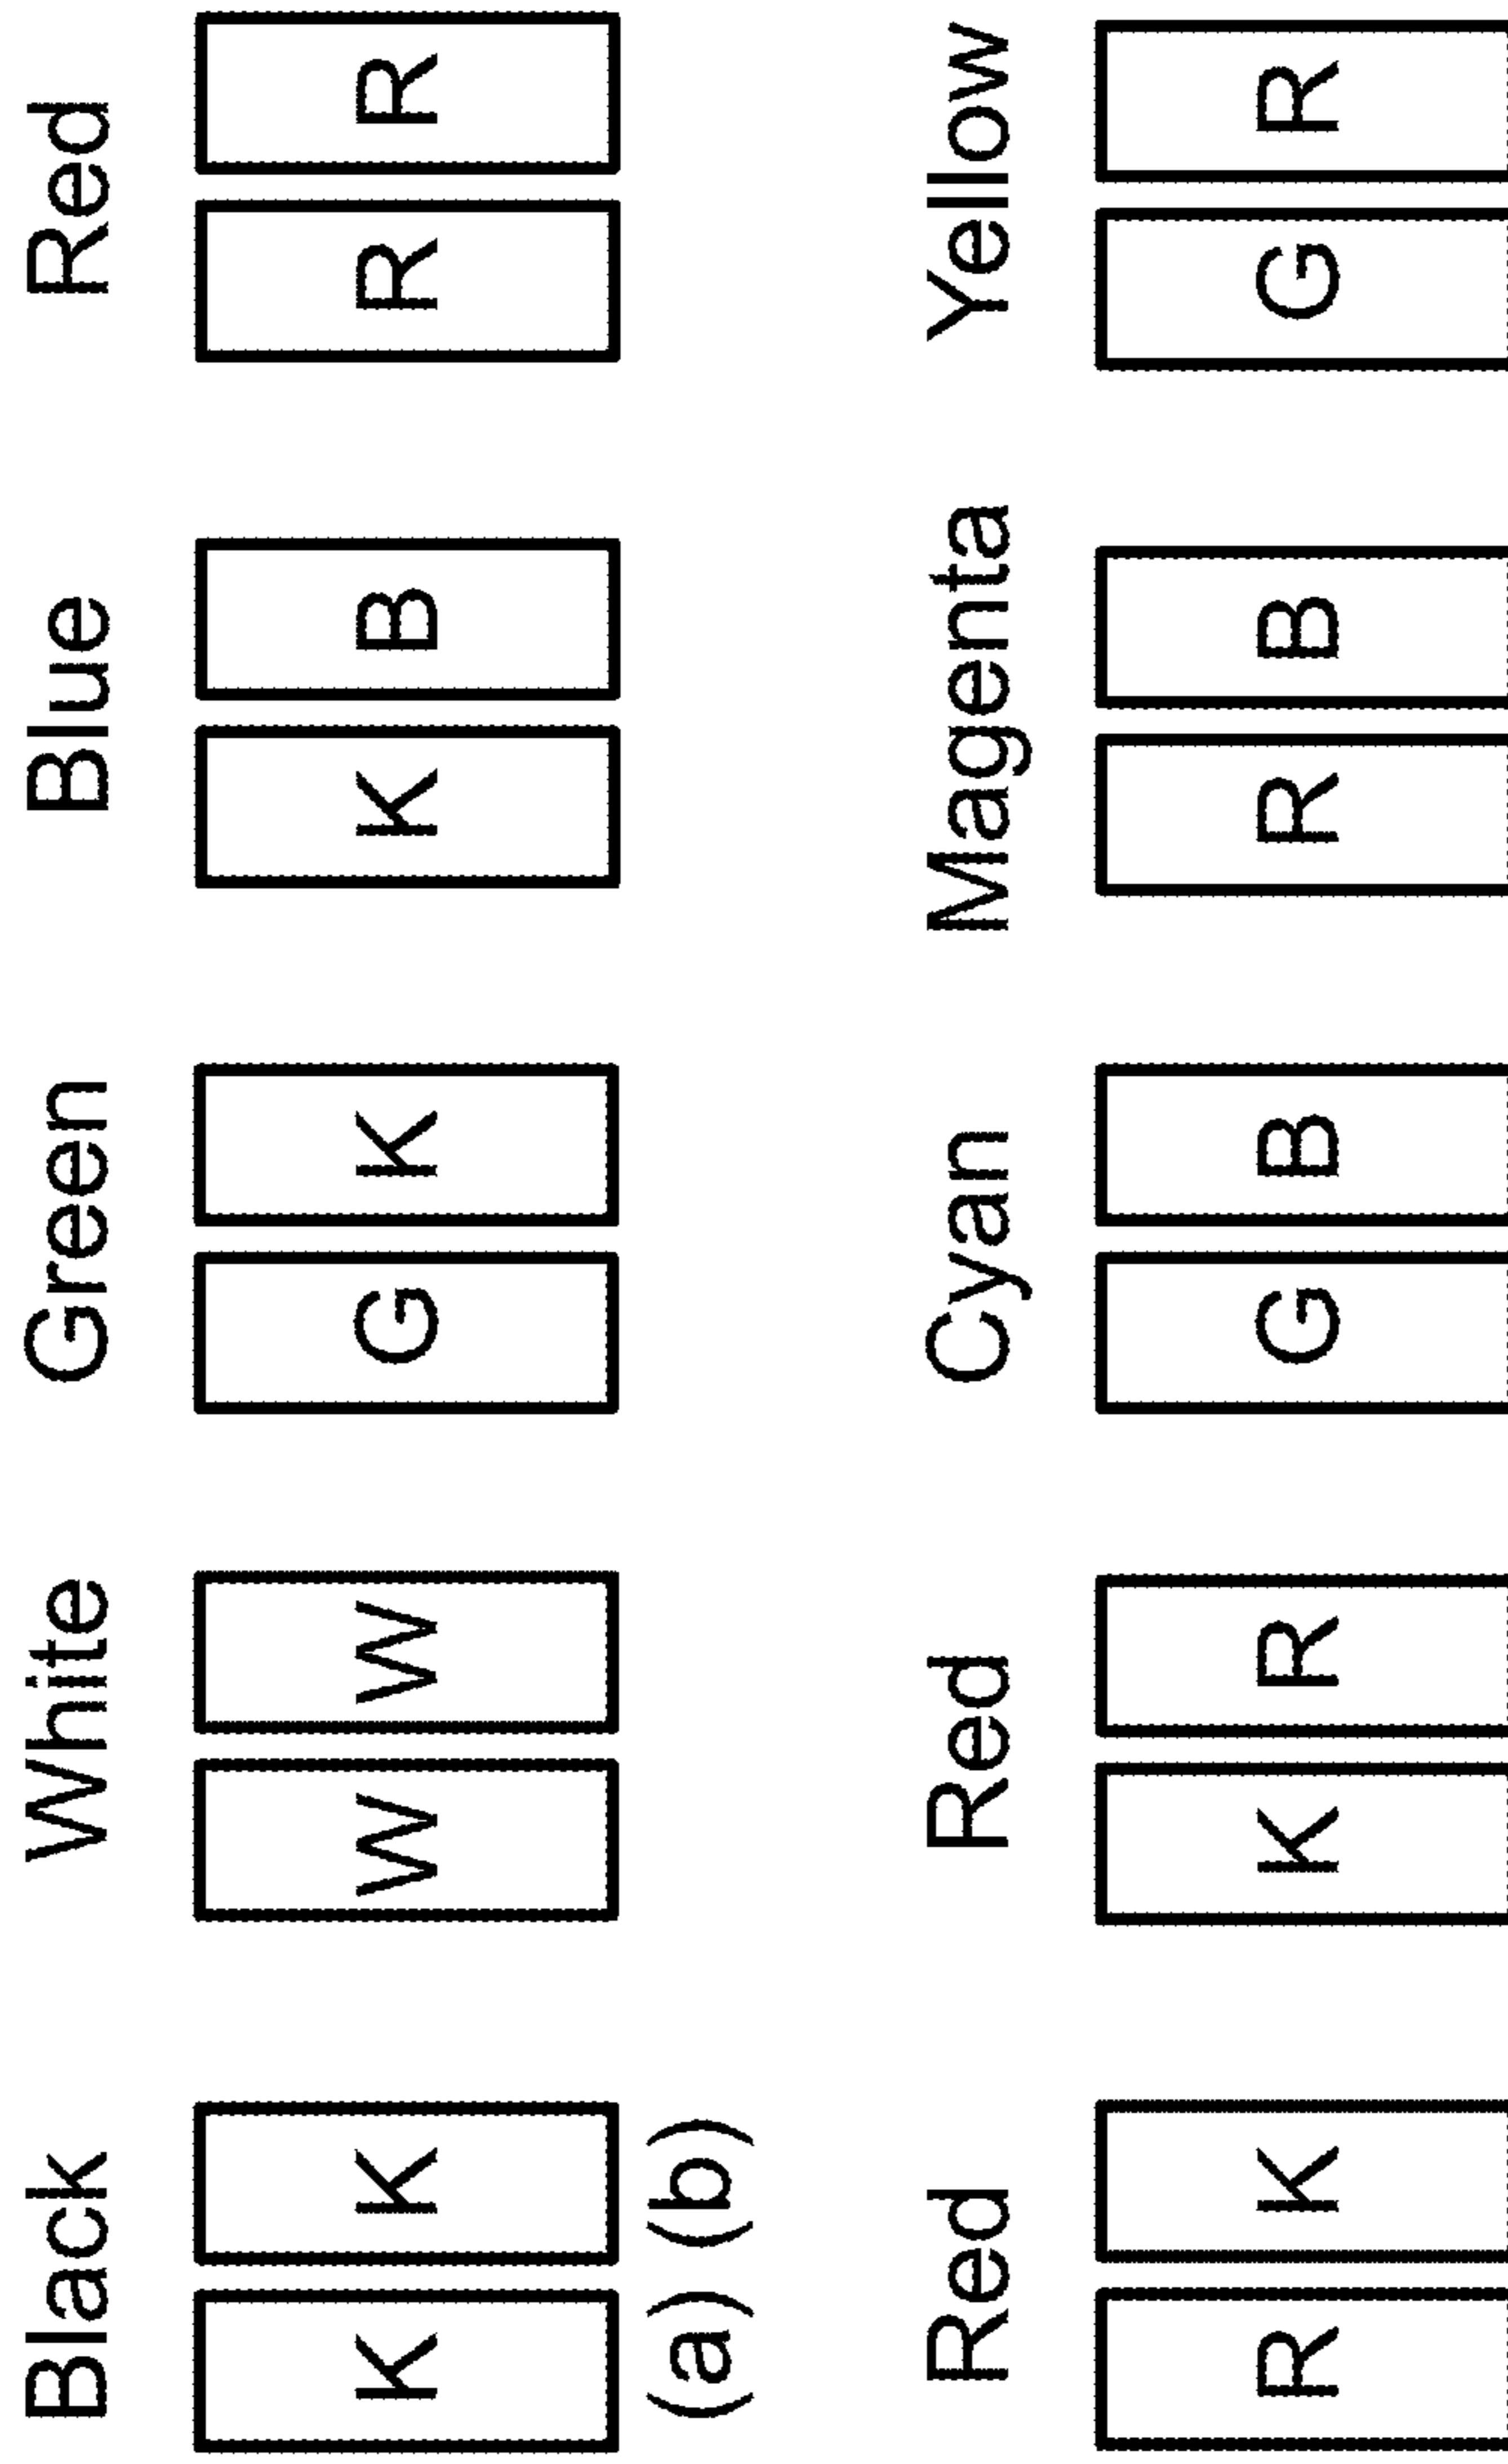 Black White Green Blue Red
K K W W G K K B R R
(a) (b)
Red Red Cyan Magenta Yellow
R K K R G B R B G R